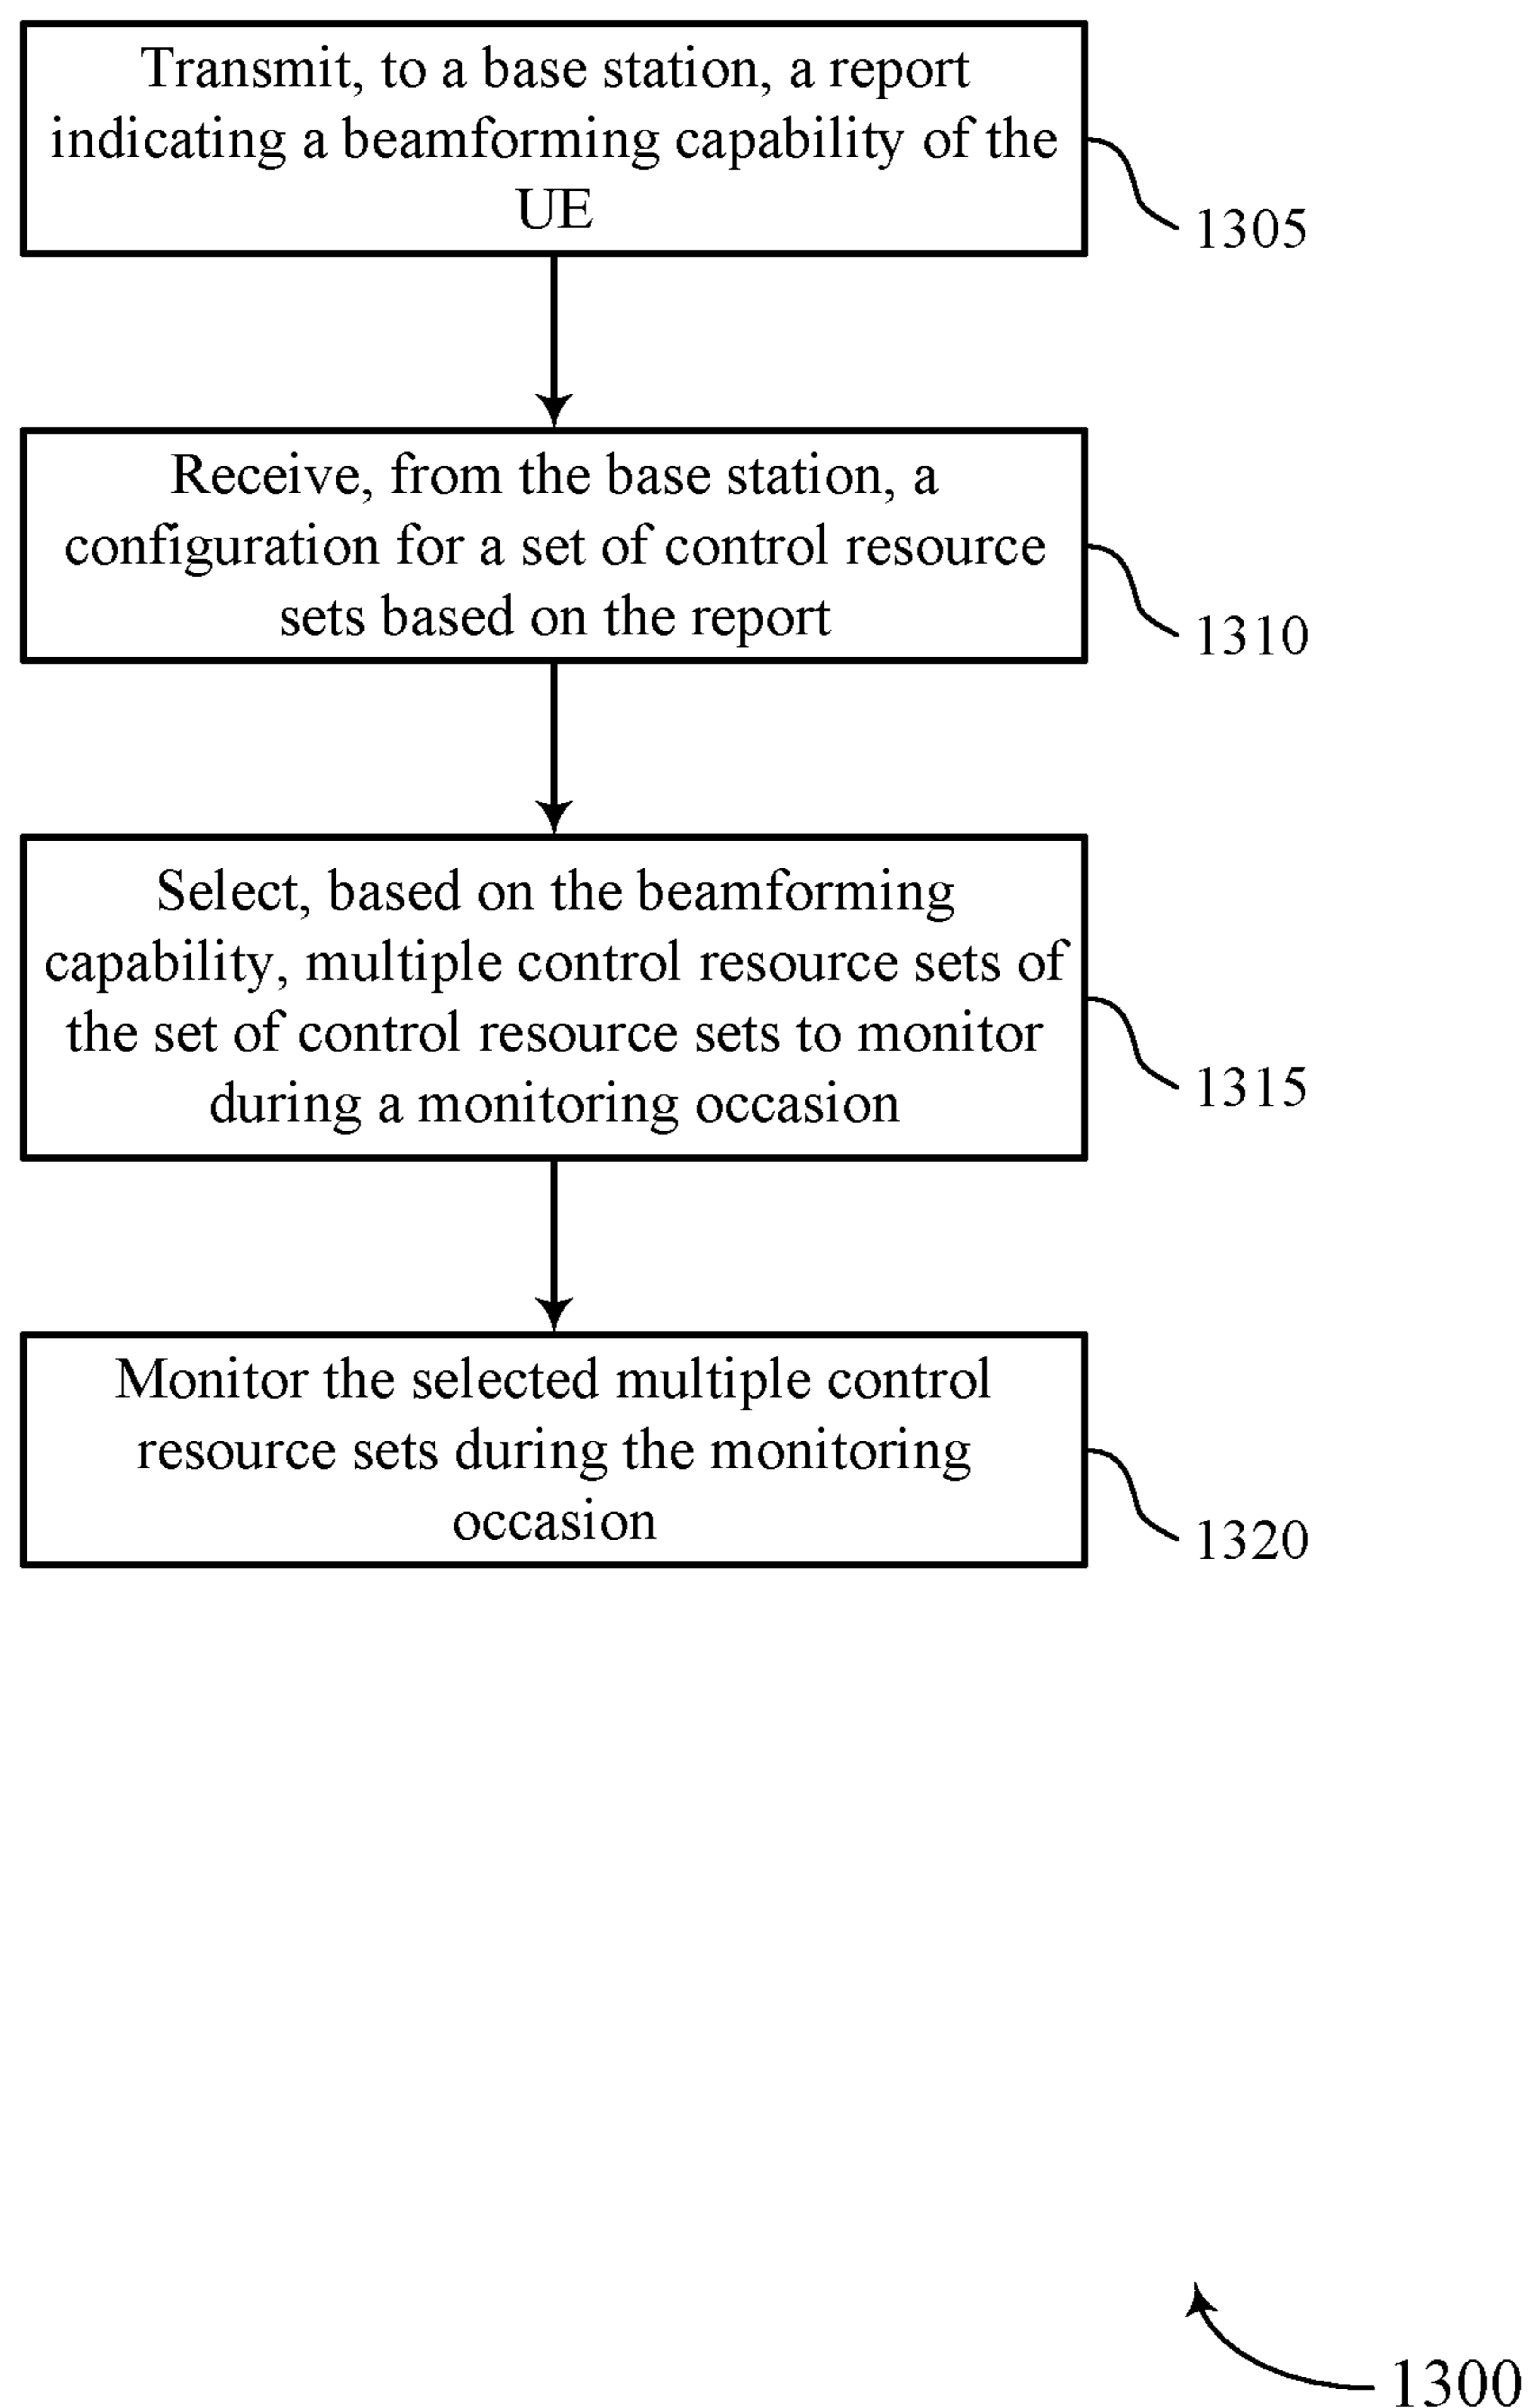 Transmit, to a base station, a report
indicating a beamforming capability of the
UE
1305
Receive, from the base station, a
configuration for a set of control resource
sets based on the report
1310
Select, based on the beamforming
capability, multiple control resource sets of
the set of control resource sets to monitor
during a monitoring occasion
1315
Monitor the selected multiple control
resource sets during the monitoring
occasion
1320
1300